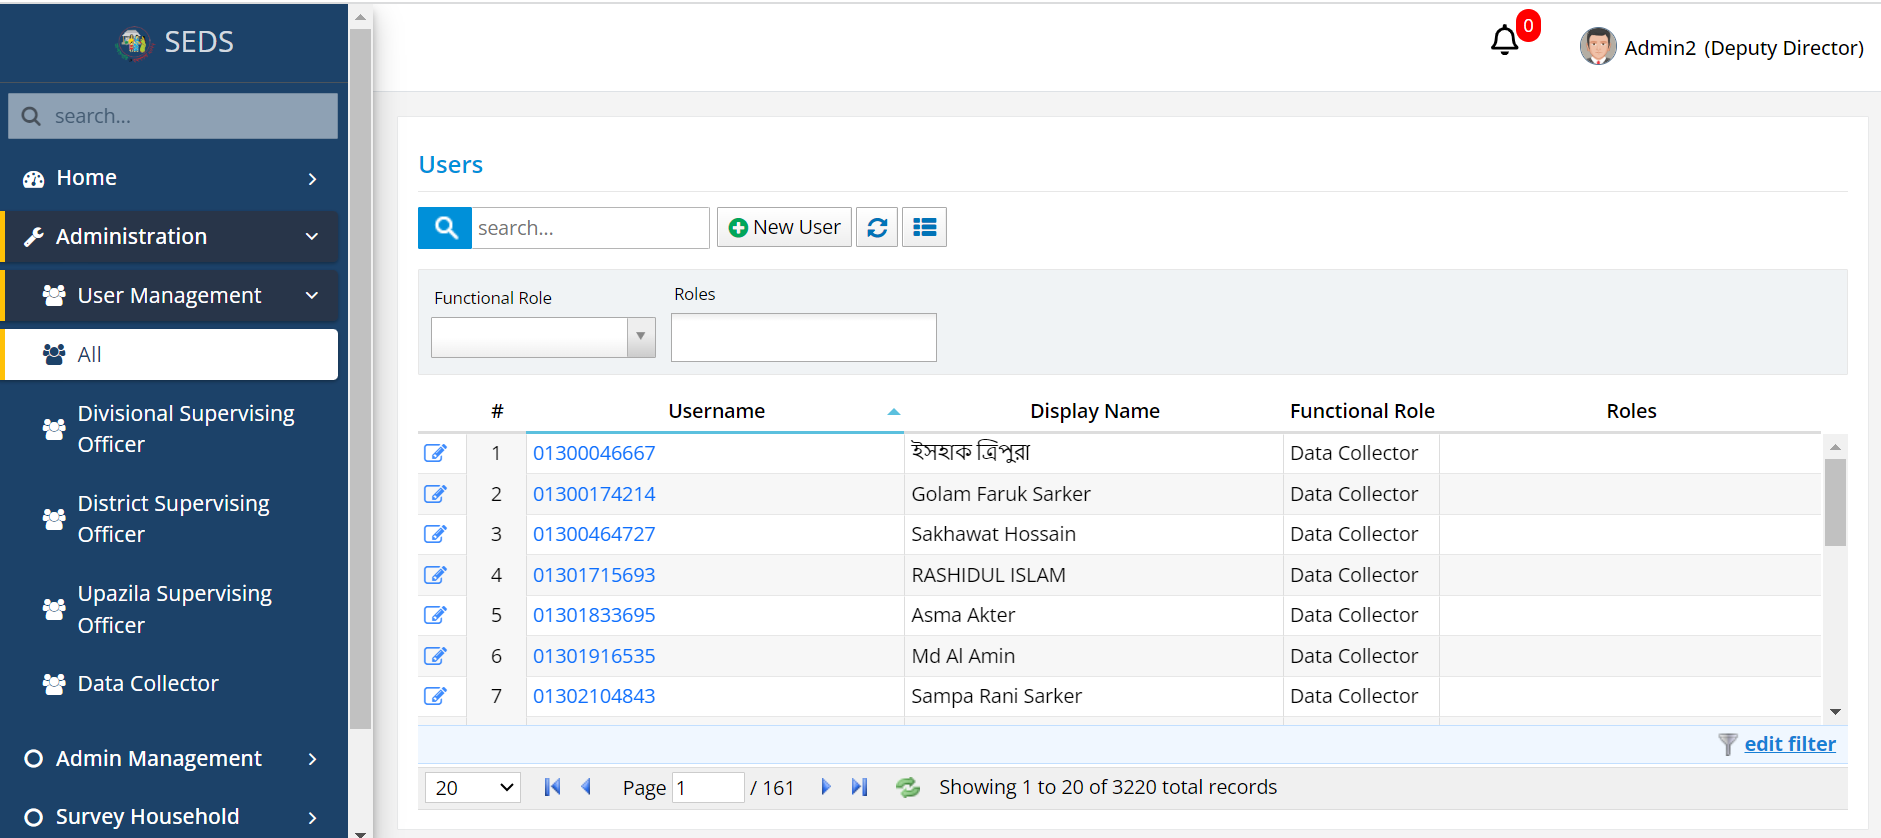 SEDS
0
Admin2 (Deputy Director)
search...
Home
Administration
User Management
All
Divisional Supervising
Officer
District Supervising
Officer
Upazila Supervising
Officer
Data Collector
Admin Management
Survey Household
Users
search...
New User
Functional Role
Roles
# Username Display Name Functional Role Roles
1 01300046667 ইসহাক ত্রিপুরা Data Collector
2 01300174214 Golam Faruk Sarker Data Collector
3 01300464727 Sakhawat Hossain Data Collector
4 01301715693 RASHIDUL ISLAM Data Collector
5 01301833695 Asma Akter Data Collector
6 01301916535 Md Al Amin Data Collector
7 01302104843 Sampa Rani Sarker Data Collector
edit filter
20 Page 1 / 161 Showing 1 to 20 of 3220 total records